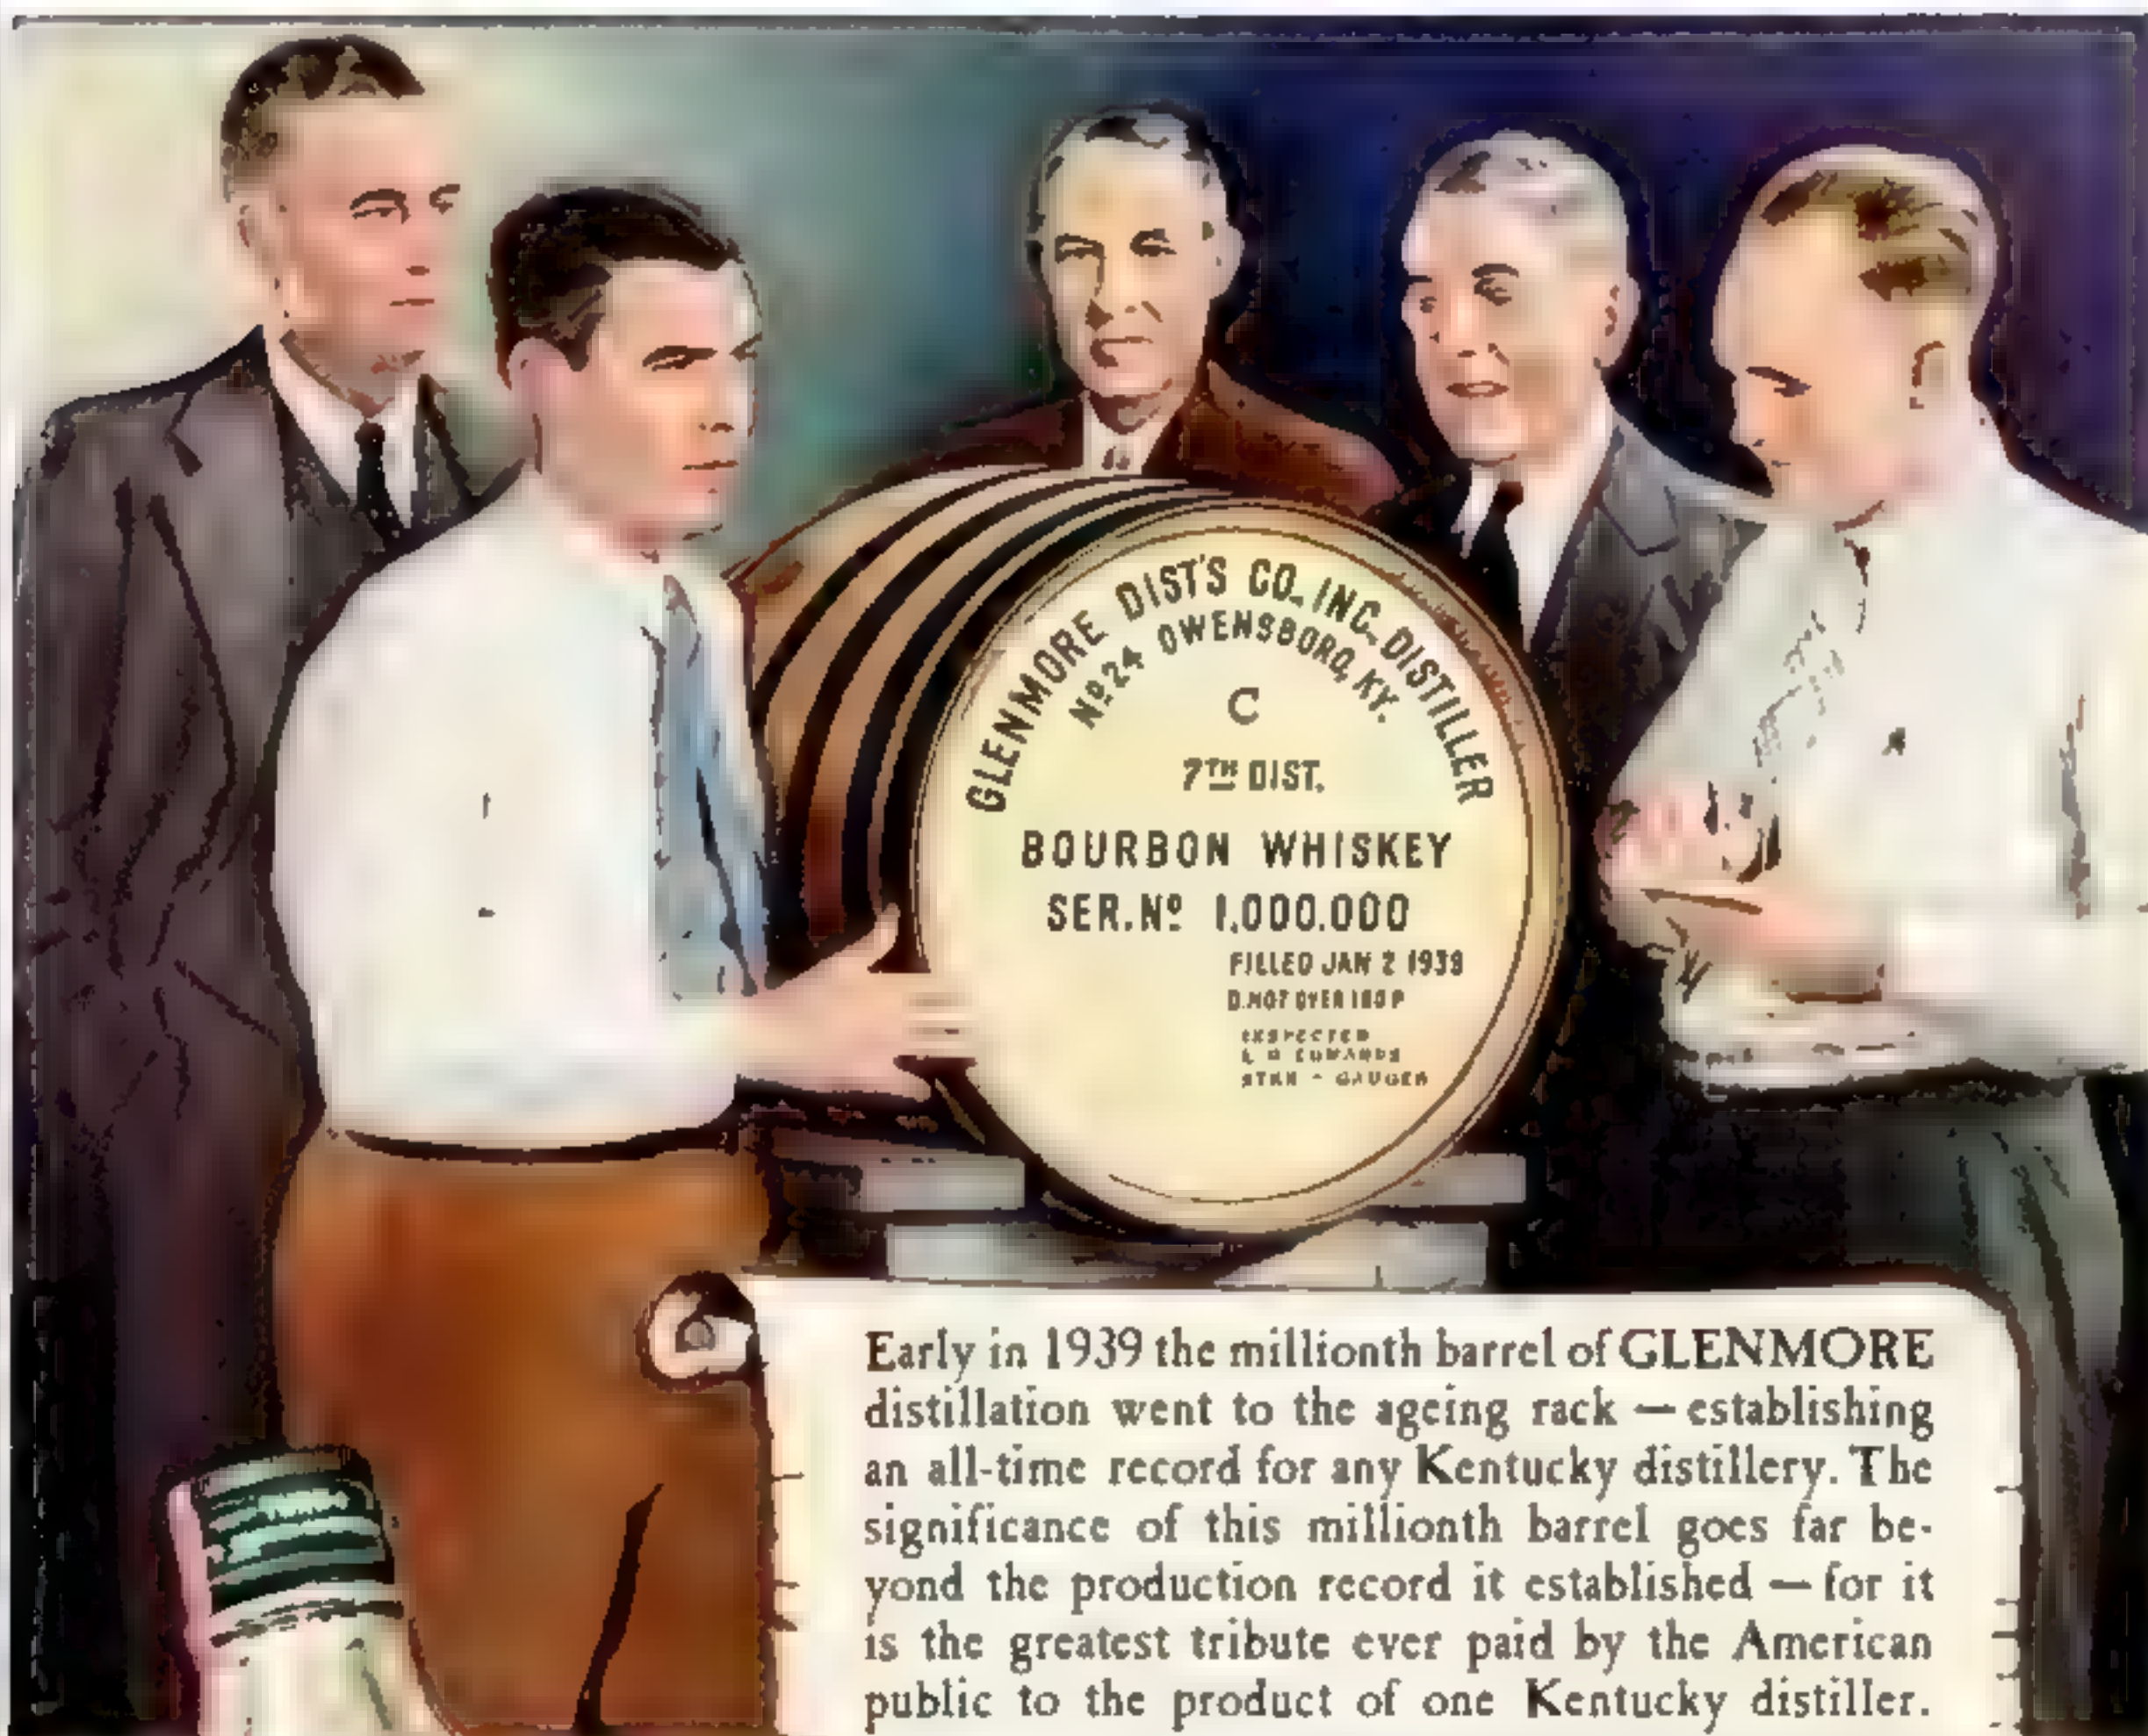 GLENMORE DIST'S CO. INC. DISTILLER
Nº 24 OWENSBORO, KY.
C
7TH DIST.
BOURBON WHISKEY
SER. Nº 1,000.000
FILLED JAN 2 1939
INSPECTED
Early in 1939 the millionth barrel of GLENMORE
distillation went to the ageing rack — establishing
an all-time record for any Kentucky distillery. The
significance of this millionth barrel goes far be-
yond the production record it established — for it
is the greatest tribute ever paid by the American
public to the product of one Kentucky distiller.